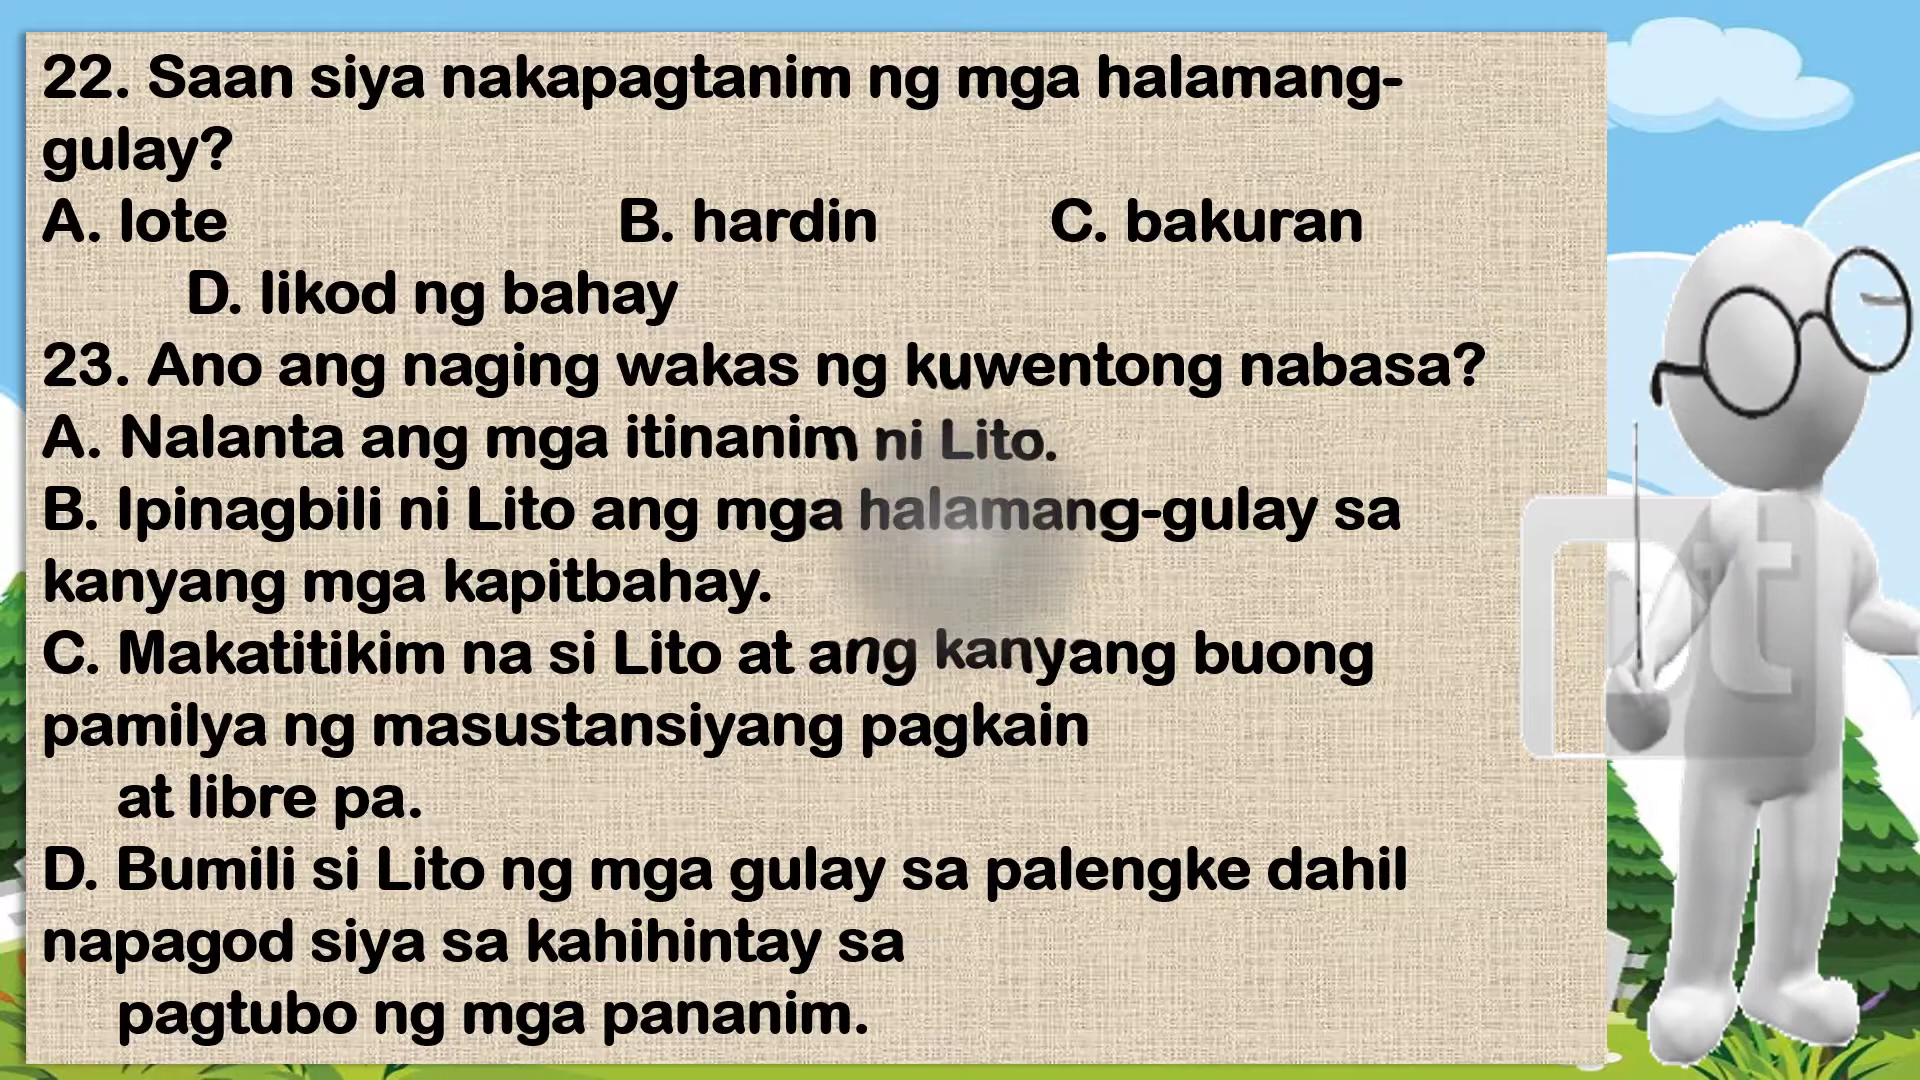 22. Saan siya nakapagtanim ng mga halamang-
gulay?
A. lote B. hardin C. bakuran
D. likod ng bahay
23. Ano ang naging wakas ng kuwentong nabasa?
A. Nalanta ang mga itinanim ni Lito.
B. Ipinagbili ni Lito ang mga halamang-gulay sa
kanyang mga kapitbahay.
C. Makatitikim na si Lito at ang kanyang buong
pamilya ng masustansiyang pagkain
at libre pa.
D. Bumili si Lito ng mga gulay sa palengke dahil
napagod siya sa kahihintay sa
pagtubo ng mga pananim.